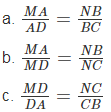 a. MA/AD = NB/BC
b. MA/MD = NB/NC
c. MD/DA = NC/CB